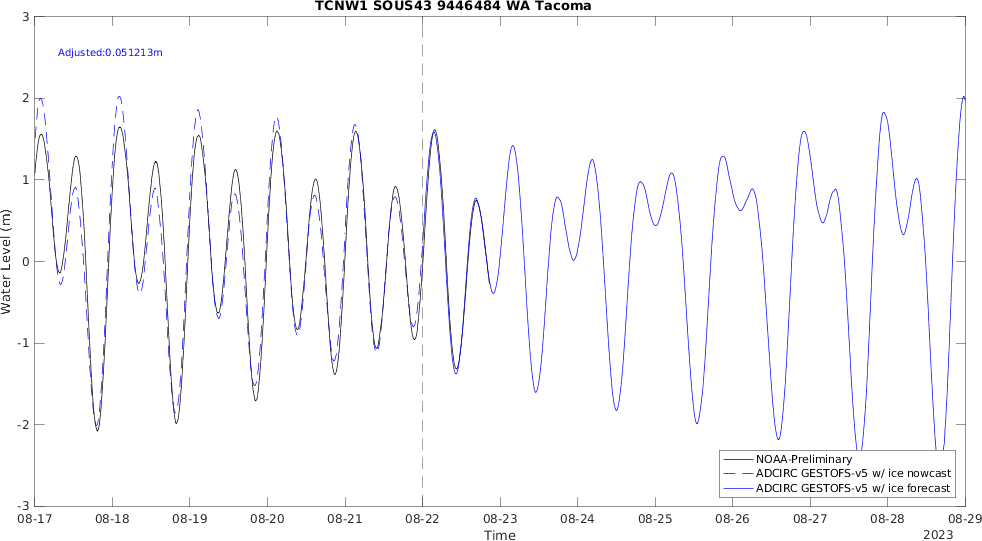 TCNW1 SOUS43 9446484 WA Tacoma
Adjusted:0.051213m
Water Level (m)
3
2
1
0
-1
-2
-3
NOAA-Preliminary
ADCIRC GESTOFS-v5 w/ ice nowcast
ADCIRC GESTOFS-v5 w/ ice forecast
08-17 08-18 08-19 08-20 08-21 08-22 08-23 08-24 08-25 08-26 08-27 08-28 08-29
Time
2023